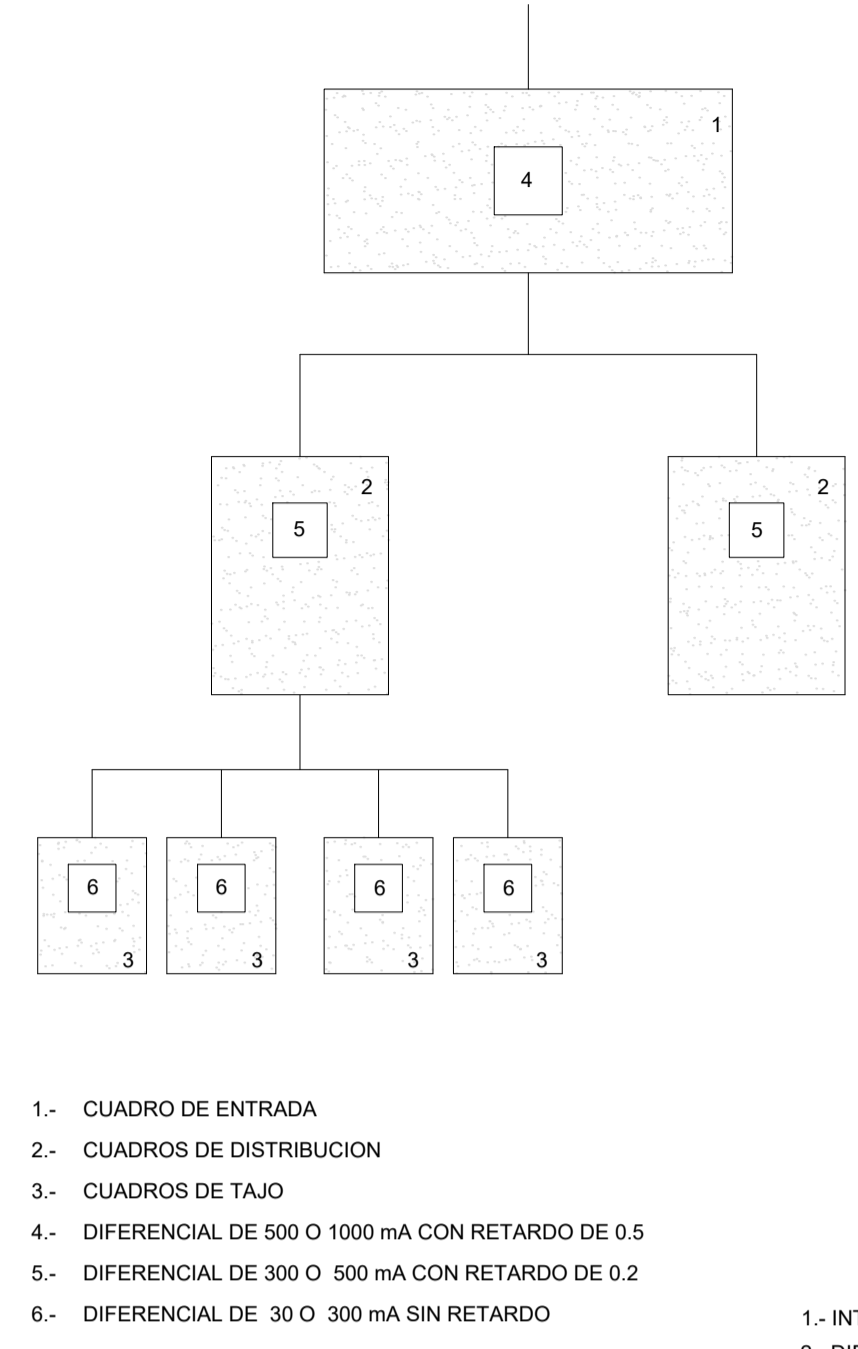 1
4
2
2
5
5
6
6
6
6
3
3
3
3
1.- CUADRO DE ENTRADA
2.- CUADROS DE DISTRIBUCION
3.- CUADROS DE TAJO
4.- DIFERENCIAL DE 500 O 1000 mA CON RETARDO DE 0.5
5.- DIFERENCIAL DE 300 O 500 mA CON RETARDO DE 0.2
6.- DIFERENCIAL DE 30 O 300 mA SIN RETARDO
1.-